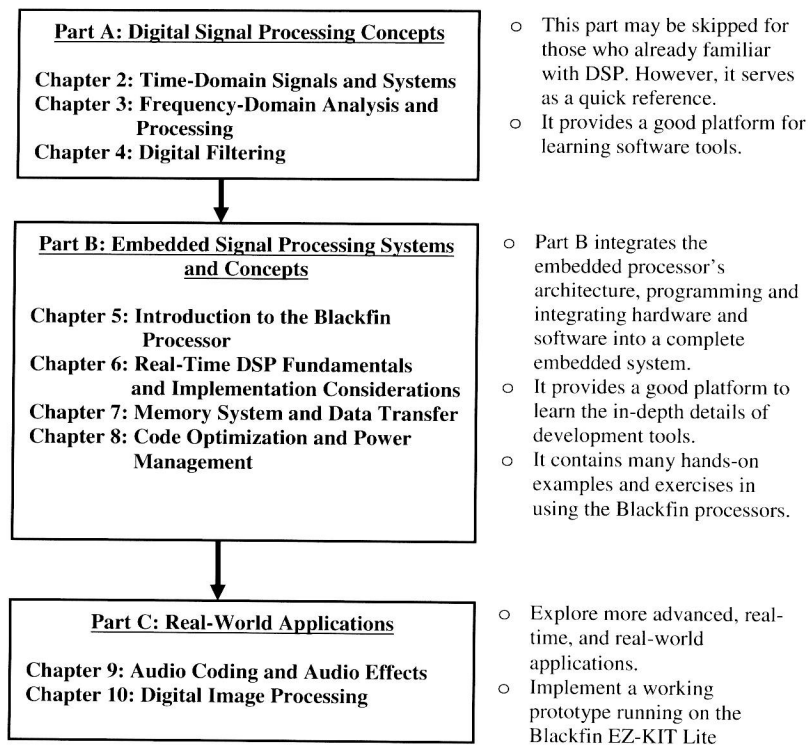 Part A: Digital Signal Processing Concepts
Chapter 2: Time-Domain Signals and Systems
Chapter 3: Frequency-Domain Analysis and
Processing
Chapter 4: Digital Filtering
○ This part may be skipped for
those who already familiar
with DSP. However, it serves
as a quick reference.
○ It provides a good platform for
learning software tools.
Part B: Embedded Signal Processing Systems
and Concepts
Chapter 5: Introduction to the Blackfin
Processor
Chapter 6: Real-Time DSP Fundamentals
and Implementation Considerations
Chapter 7: Memory System and Data Transfer
Chapter 8: Code Optimization and Power
Management
○ Part B integrates the
embedded processor's
architecture, programming and
integrating hardware and
software into a complete
embedded system.
○ It provides a good platform to
learn the in-depth details of
development tools.
○ It contains many hands-on
examples and exercises in
using the Blackfin processors.
Part C: Real-World Applications
Chapter 9: Audio Coding and Audio Effects
Chapter 10: Digital Image Processing
○ Explore more advanced, real-
time, and real-world
applications.
○ Implement a working
prototype running on the
Blackfin EZ-KIT Lite